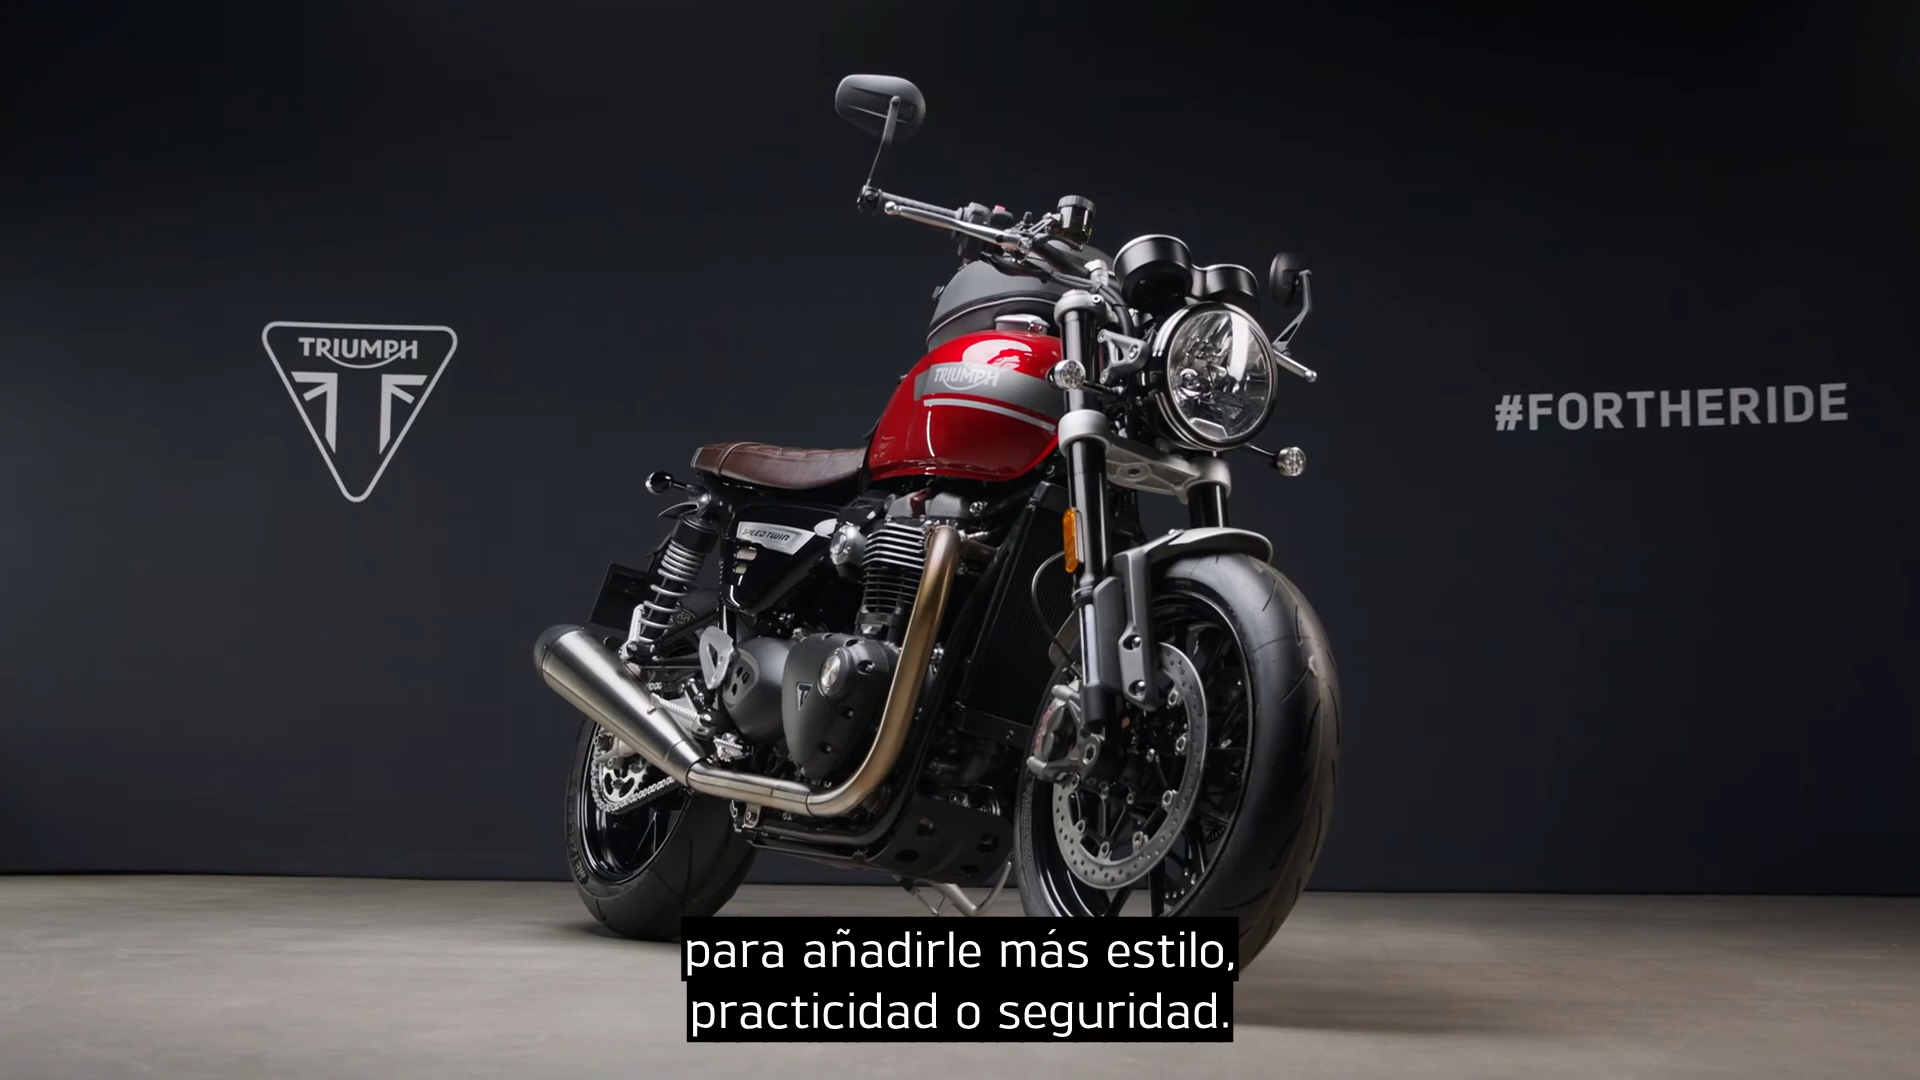 TRIUMPH
#FORTHERIDE
TRIUMPH
SPEED TWIN
para añadirle más estilo,
practicidad o seguridad.